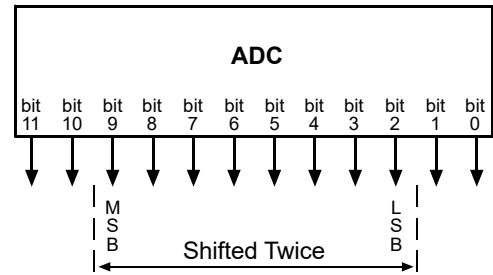 ADC
bit bit bit bit bit bit bit bit bit bit bit bit
11 10 9 8 7 6 5 4 3 2 1 0
MSB
LSB
Shifted Twice